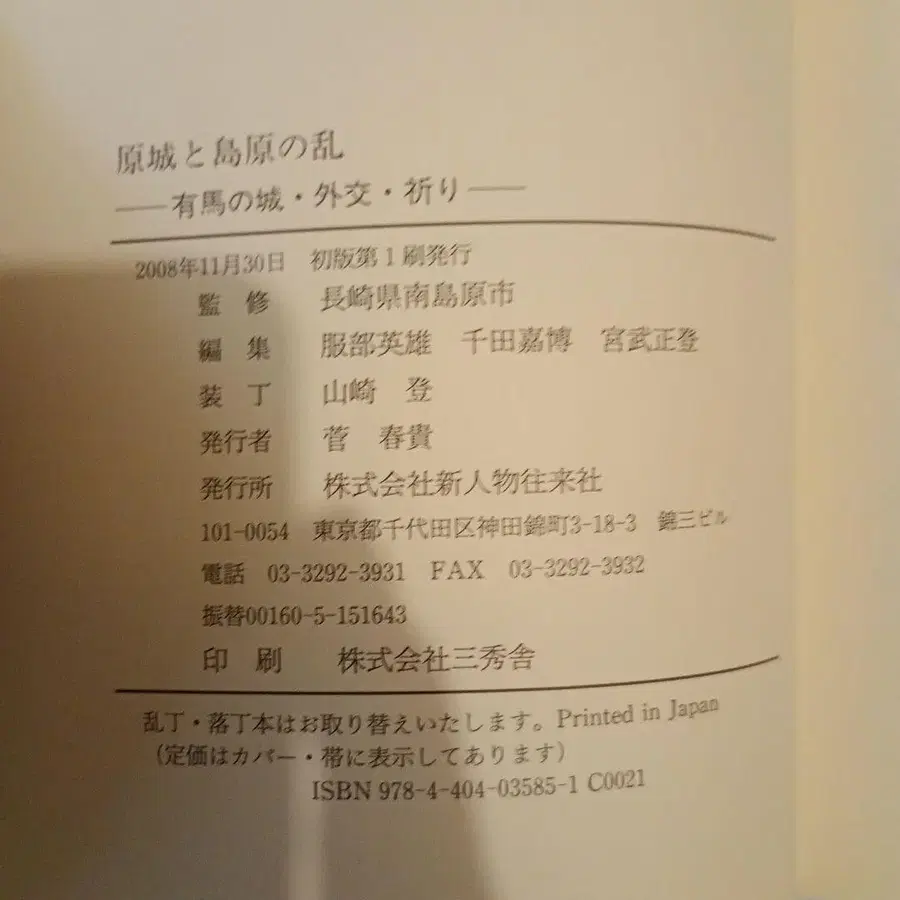 原城と島原の乱
――有馬の城・外交・祈り――
2008年11月30日　初版第1刷発行
監　修　　長崎県南島原市
編　集　　服部英雄　千田嘉博　宮武正登
装　丁　　山崎　登
発行者　　菅　春貴
発行所　　株式会社新人物往来社
101-0054　東京都千代田区神田錦町3-18-3　錦三ビル
電話　03-3292-3931　FAX　03-3292-3932
振替00160-5-151643
印　刷　　株式会社三秀舎
乱丁・落丁本はお取り替えいたします。Printed in Japan
（定価はカバー・帯に表示してあります）
ISBN 978-4-404-03585-1 C0021